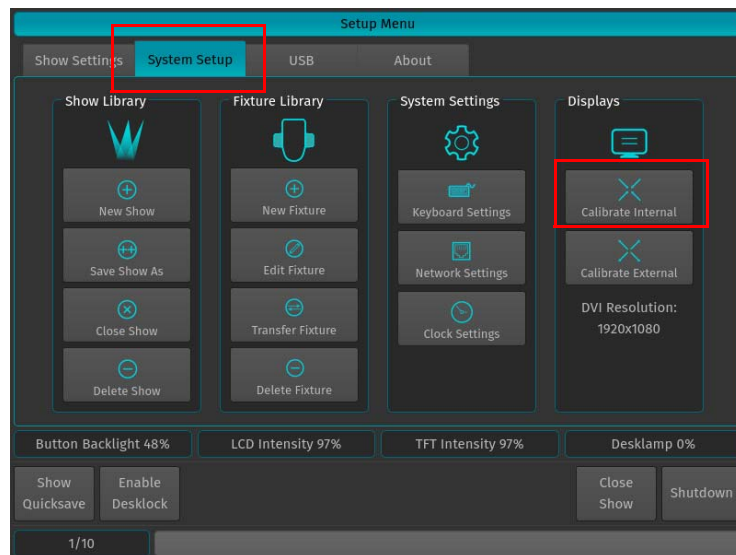 Setup Menu
Show Settings
System Setup
USB
About
Show Library
New Show
Save Show As
Close Show
Delete Show
Fixture Library
New Fixture
Edit Fixture
Transfer Fixture
Delete Fixture
System Settings
Keyboard Settings
Network Settings
Clock Settings
Displays
Calibrate Internal
Calibrate External
DVI Resolution:
1920x1080
Button Backlight 48%
LCD Intensity 97%
TFT Intensity 97%
Desklamp 0%
Show
Quicksave
Enable
Desklock
Close
Show
Shutdown
1/10